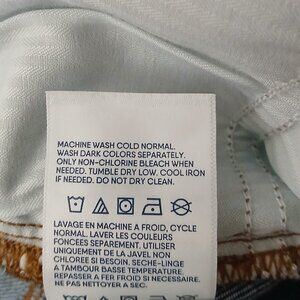 MACHINE WASH COLD NORMAL.
WASH DARK COLORS SEPARATELY.
ONLY NON-CHLORINE BLEACH WHEN
NEEDED. TUMBLE DRY LOW. COOL IRON
IF NEEDED. DO NOT DRY CLEAN.
LAVAGE EN MACHINE A FROID, CYCLE
NORMAL. LAVER LES COULEURS
FONCÉES SEPAREMENT. UTILISER
UNIQUEMENT DE LA JAVEL NON
CHLOREE SI BESOIN. SECHE-LINGE
A TAMBOUR BASSE TEMPERATURE.
REPASSER A FER FROID SI NECESSAIRE.
NE PAS NETTOYER A SEC.